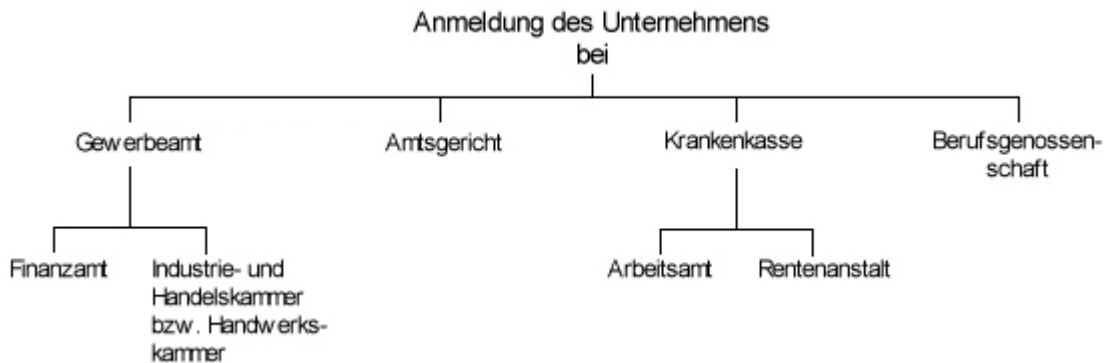 Anmeldung des Unternehmens
bei
Gewerbeamt
Amtsgericht
Krankenkasse
Berufsgenossen-
schaft
Finanzamt
Industrie- und
Handelskammer
bzw. Handwerks-
kammer
Arbeitsamt
Rentenanstalt